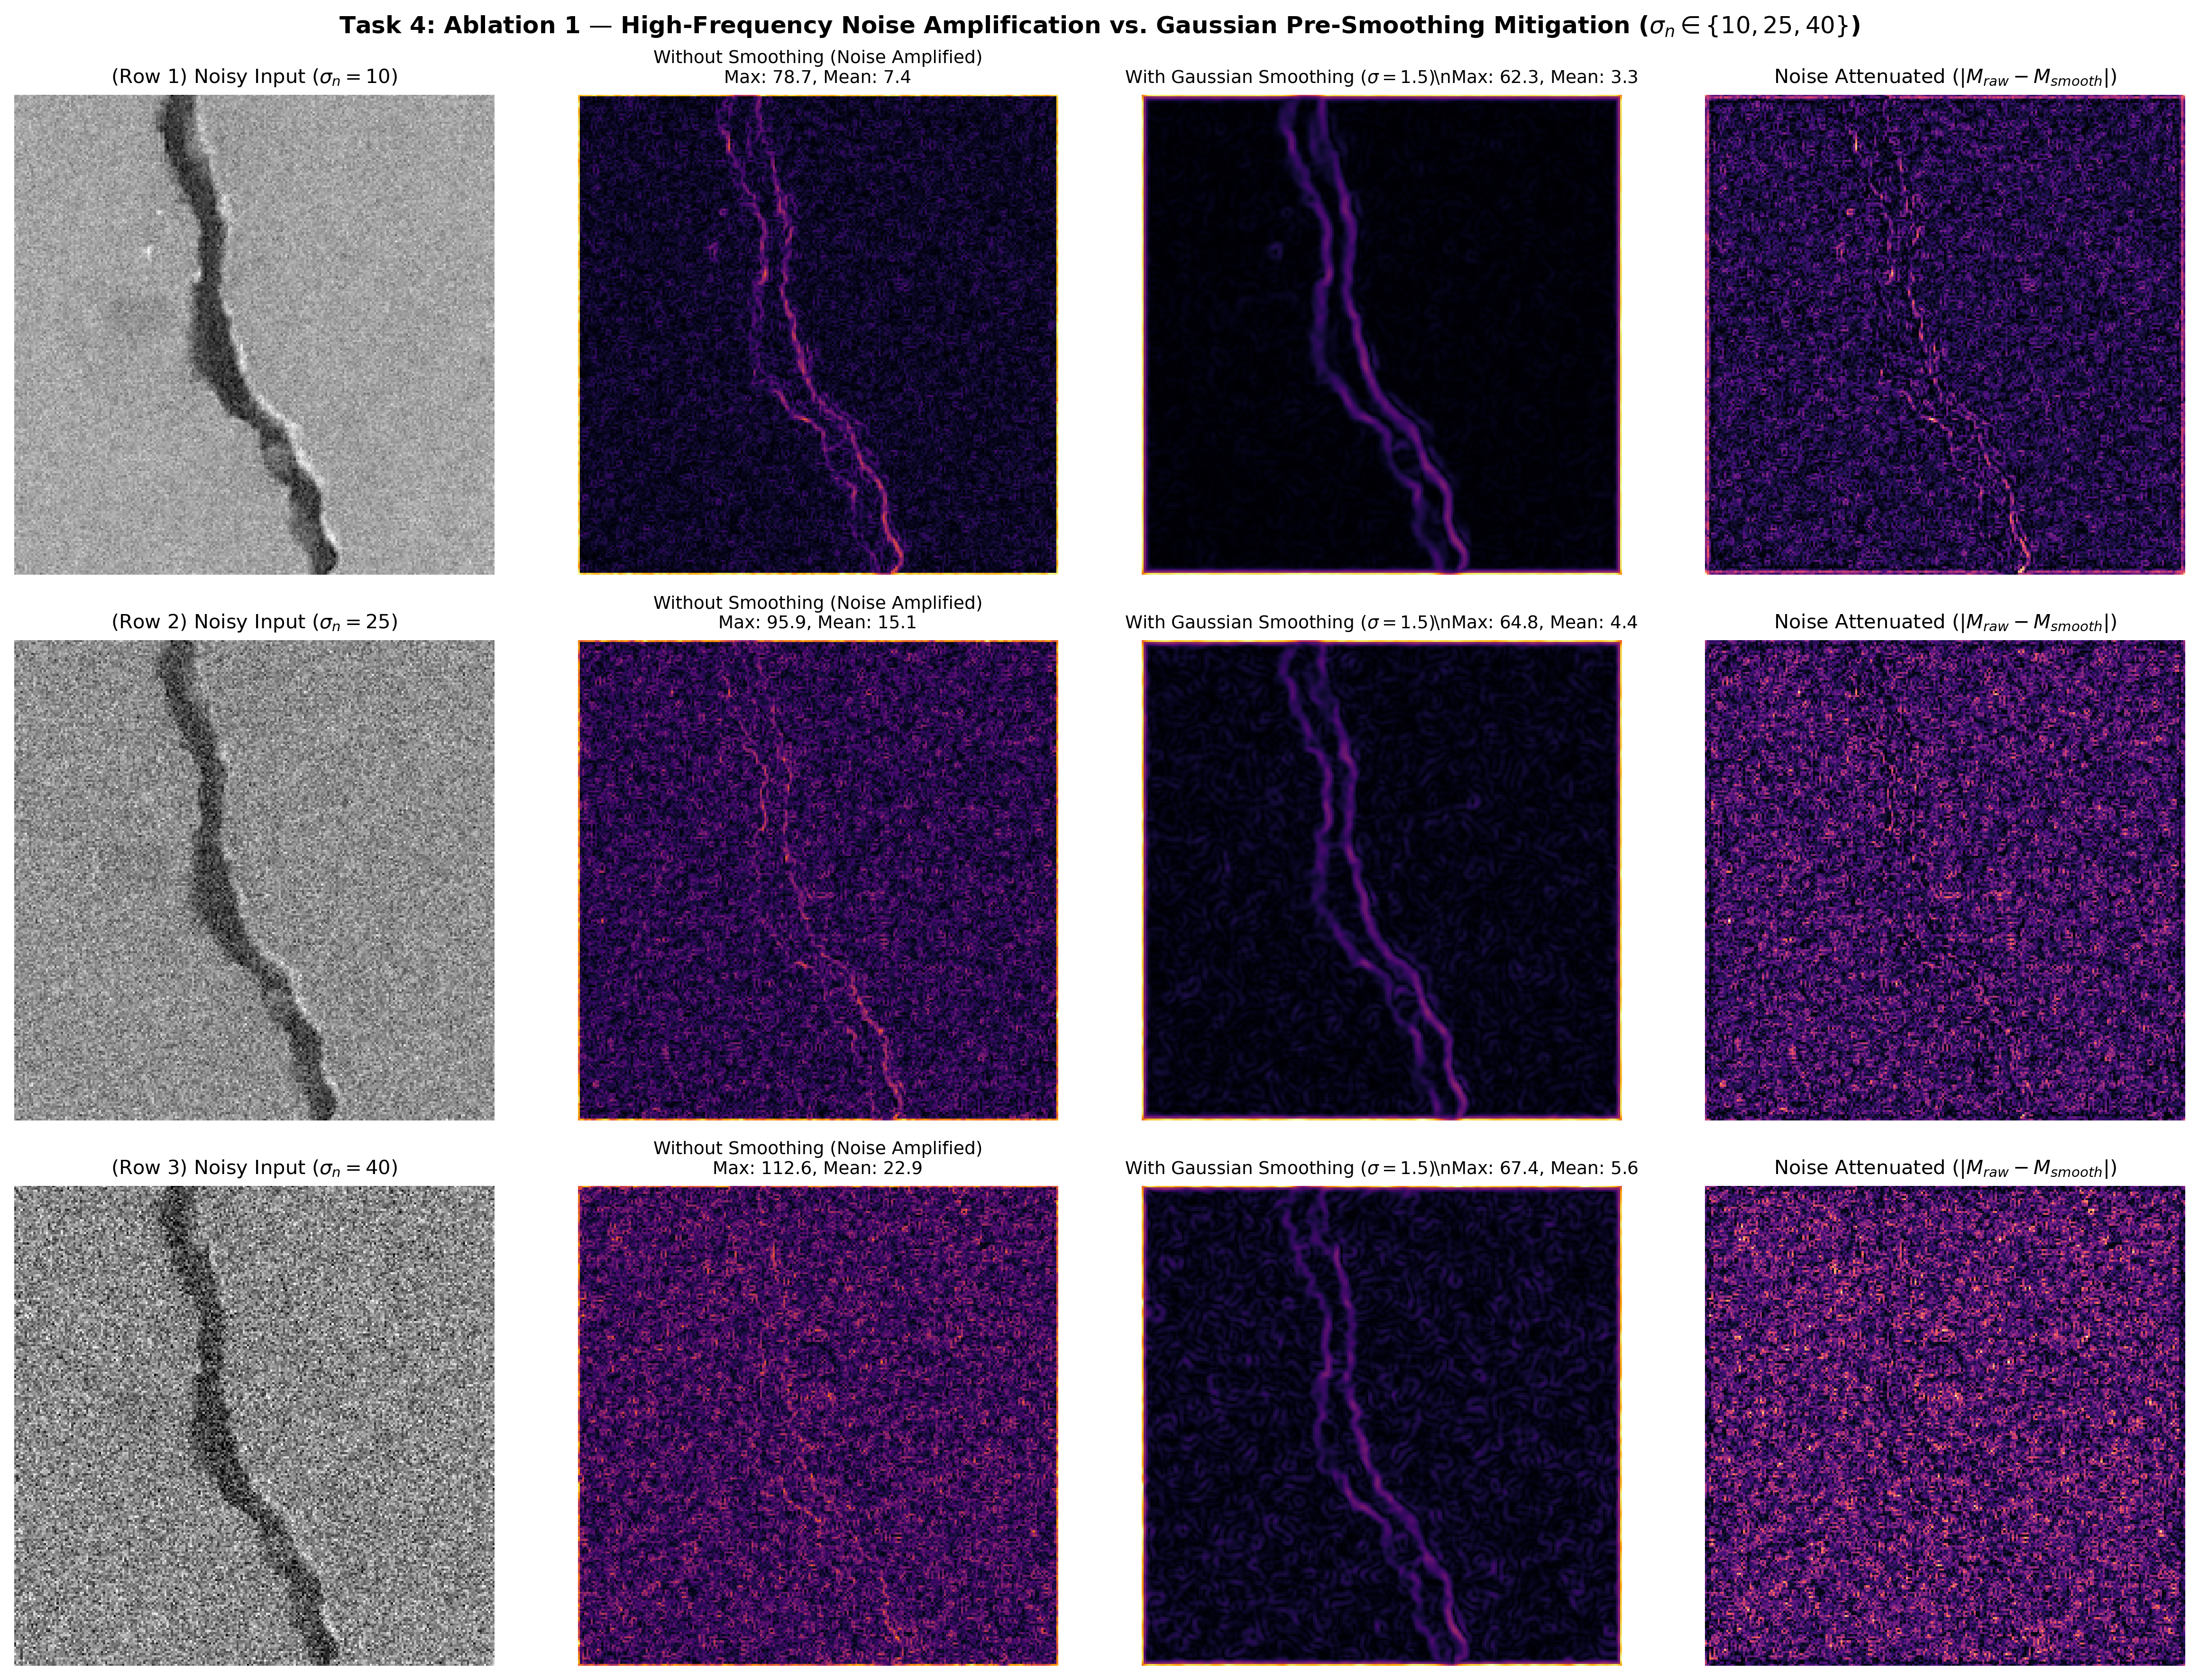 Task 4: Ablation 1 — High-Frequency Noise Amplification vs. Gaussian Pre-Smoothing Mitigation (σₙ ∈ {10, 25, 40})
(Row 1) Noisy Input (σₙ = 10)
Without Smoothing (Noise Amplified)
Max: 78.7, Mean: 7.4
With Gaussian Smoothing (σ = 1.5)\nMax: 62.3, Mean: 3.3
Noise Attenuated (|M_raw − M_smooth|)
(Row 2) Noisy Input (σₙ = 25)
Without Smoothing (Noise Amplified)
Max: 95.9, Mean: 15.1
With Gaussian Smoothing (σ = 1.5)\nMax: 64.8, Mean: 4.4
Noise Attenuated (|M_raw − M_smooth|)
(Row 3) Noisy Input (σₙ = 40)
Without Smoothing (Noise Amplified)
Max: 112.6, Mean: 22.9
With Gaussian Smoothing (σ = 1.5)\nMax: 67.4, Mean: 5.6
Noise Attenuated (|M_raw − M_smooth|)